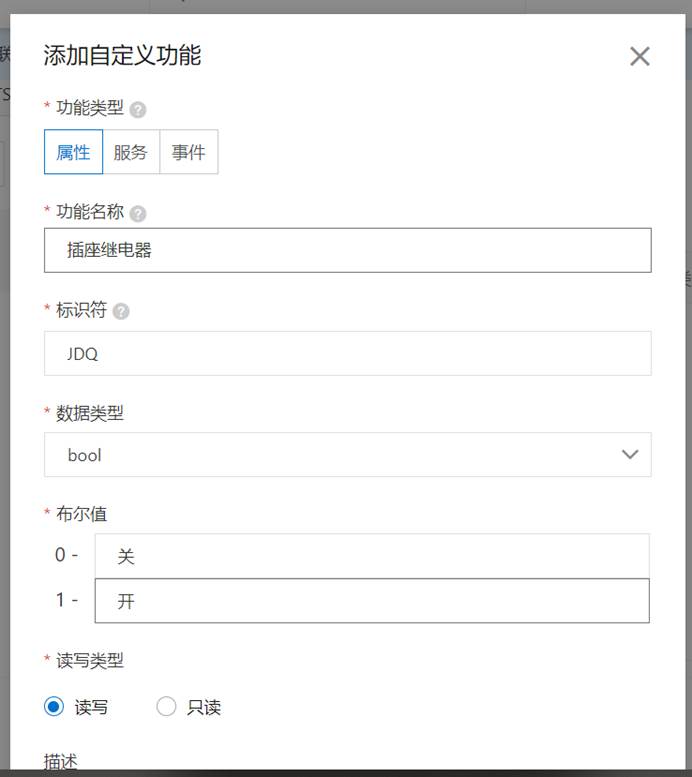 添加自定义功能
* 功能类型 ?
属性 服务 事件
* 功能名称 ?
插座继电器
* 标识符 ?
JDQ
* 数据类型
bool
* 布尔值
0 - 关
1 - 开
* 读写类型
读写 只读
描述